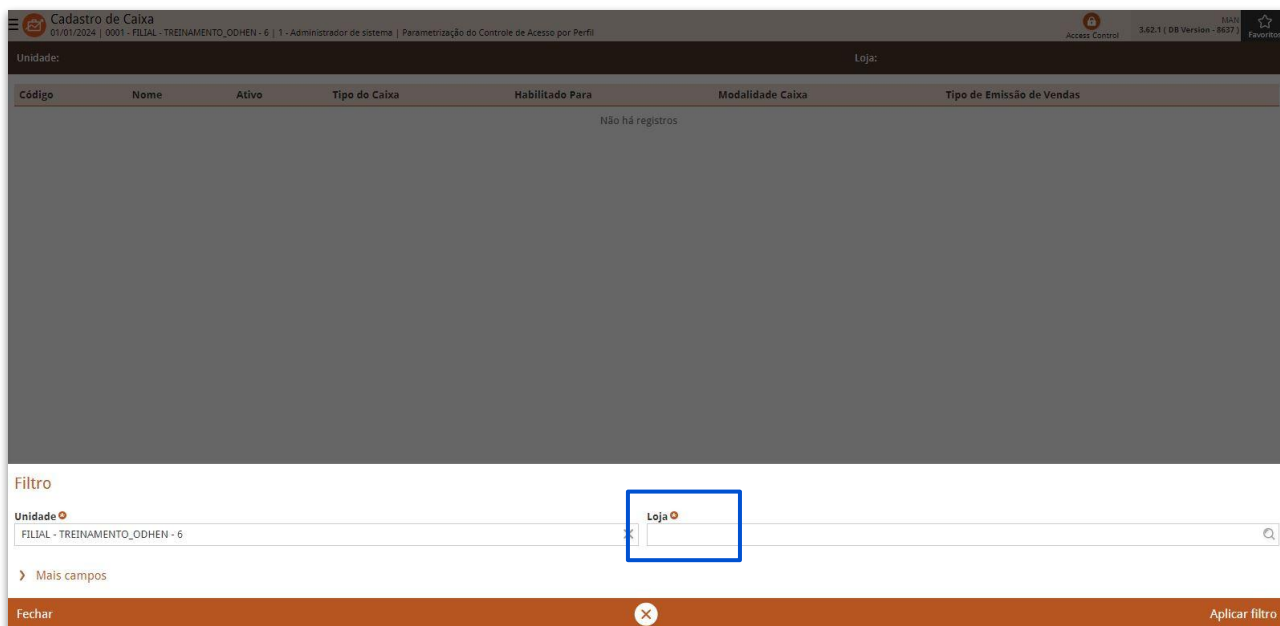 Cadastro de Caixa
01/01/2024 | 0001 - FILIAL - TREINAMENTO_ODHEN - 6 | 1 - Administrador de sistema | Parametrização do Controle de Acesso por Perfil
Access Control
MAN
3.62.1 ( DB Version - 8637 )
Favoritos
Unidade: Loja:
Código Nome Ativo Tipo do Caixa Habilitado Para Modalidade Caixa Tipo de Emissão de Vendas
Não há registros
Filtro
Unidade Loja
FILIAL - TREINAMENTO_ODHEN - 6
Mais campos
Fechar Aplicar filtro